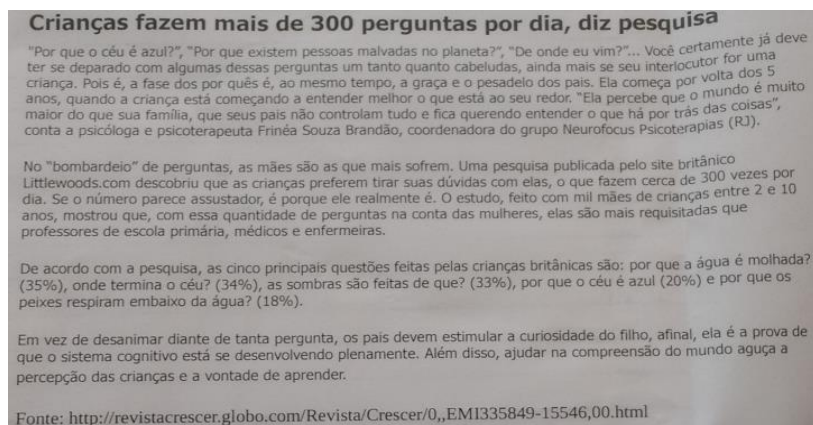 Crianças fazem mais de 300 perguntas por dia, diz pesquisa
"Por que o céu é azul?", "Por que existem pessoas malvadas no planeta?", "De onde eu vim?"... Você certamente já deve
ter se deparado com algumas dessas perguntas um tanto quanto cabeludas, ainda mais se seu interlocutor for uma
criança. Pois é, a fase dos por quês é, ao mesmo tempo, a graça e o pesadelo dos pais. Ela começa por volta dos 5
anos, quando a criança está começando a entender melhor o que está ao seu redor. "Ela percebe que o mundo é muito
maior do que sua família, que seus pais não controlam tudo e fica querendo entender o que há por trás das coisas",
conta a psicóloga e psicoterapeuta Frinéa Souza Brandão, coordenadora do grupo Neurofocus Psicoterapias (RJ).
No "bombardeio" de perguntas, as mães são as que mais sofrem. Uma pesquisa publicada pelo site britânico
Littlewoods.com descobriu que as crianças preferem tirar suas dúvidas com elas, o que fazem cerca de 300 vezes por
dia. Se o número parece assustador, é porque ele realmente é. O estudo, feito com mil mães de crianças entre 2 e 10
anos, mostrou que, com essa quantidade de perguntas na conta das mulheres, elas são mais requisitadas que
professores de escola primária, médicos e enfermeiras.
De acordo com a pesquisa, as cinco principais questões feitas pelas crianças britânicas são: por que a água é molhada?
(35%), onde termina o céu? (34%), as sombras são feitas de que? (33%), por que o céu é azul (20%) e por que os
peixes respiram embaixo da água? (18%).
Em vez de desanimar diante de tanta pergunta, os pais devem estimular a curiosidade do filho, afinal, ela é a prova de
que o sistema cognitivo está se desenvolvendo plenamente. Além disso, ajudar na compreensão do mundo aguça a
percepção das crianças e a vontade de aprender.
Fonte: http://revistacrescer.globo.com/Revista/Crescer/0,,EMI335849-15546,00.html